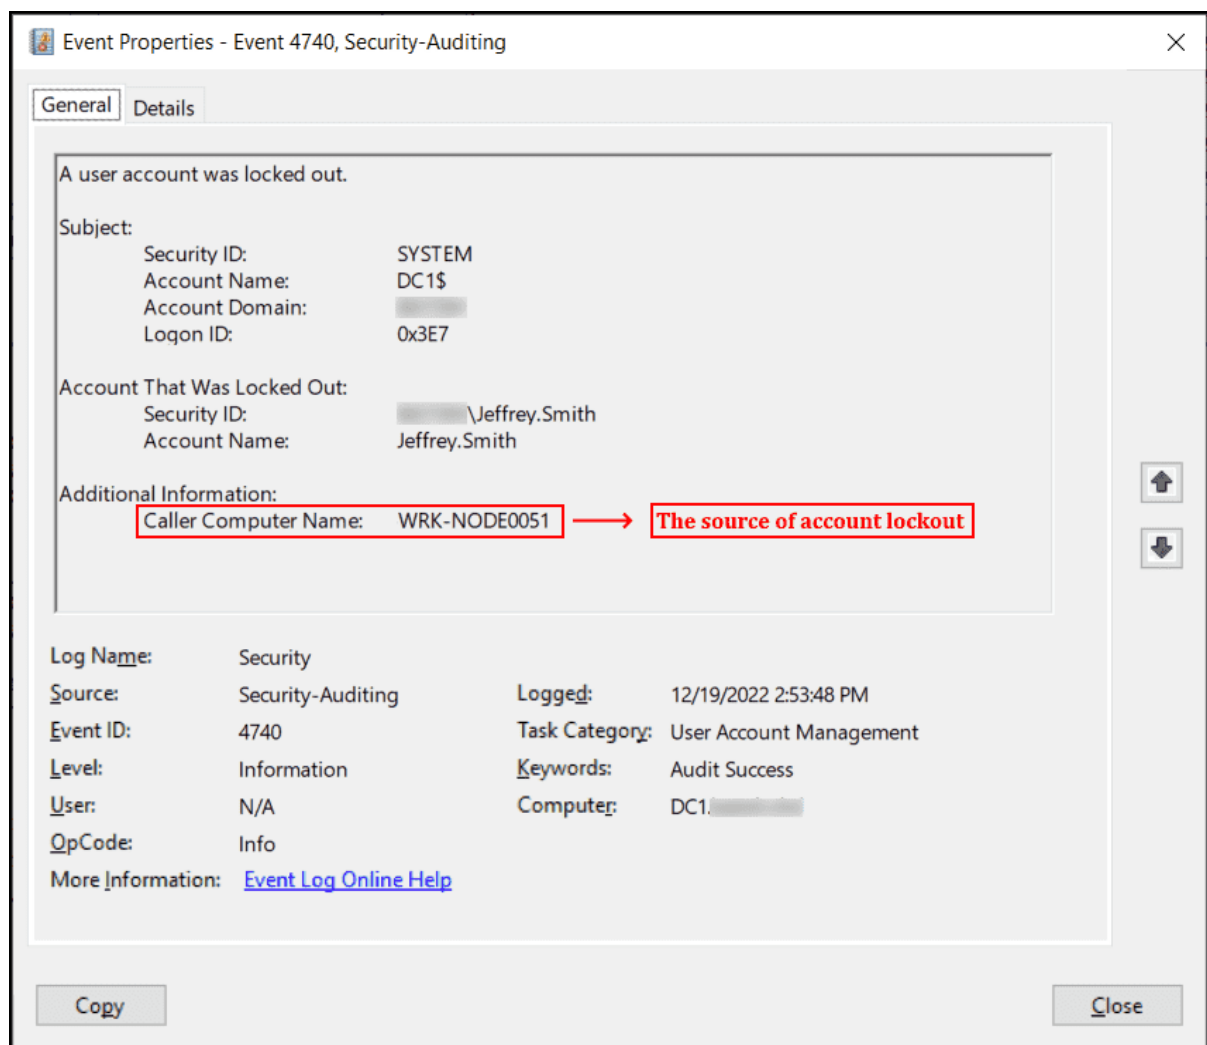 Event Properties - Event 4740, Security-Auditing
General Details
A user account was locked out.
Subject:
Security ID: SYSTEM
Account Name: DC1$
Account Domain:
Logon ID: 0x3E7
Account That Was Locked Out:
Security ID: \Jeffrey.Smith
Account Name: Jeffrey.Smith
Additional Information:
Caller Computer Name: WRK-NODE0051 The source of account lockout
Log Name: Security
Source: Security-Auditing Logged: 12/19/2022 2:53:48 PM
Event ID: 4740 Task Category: User Account Management
Level: Information Keywords: Audit Success
User: N/A Computer: DC1.
OpCode: Info
More Information: Event Log Online Help
Copy Close